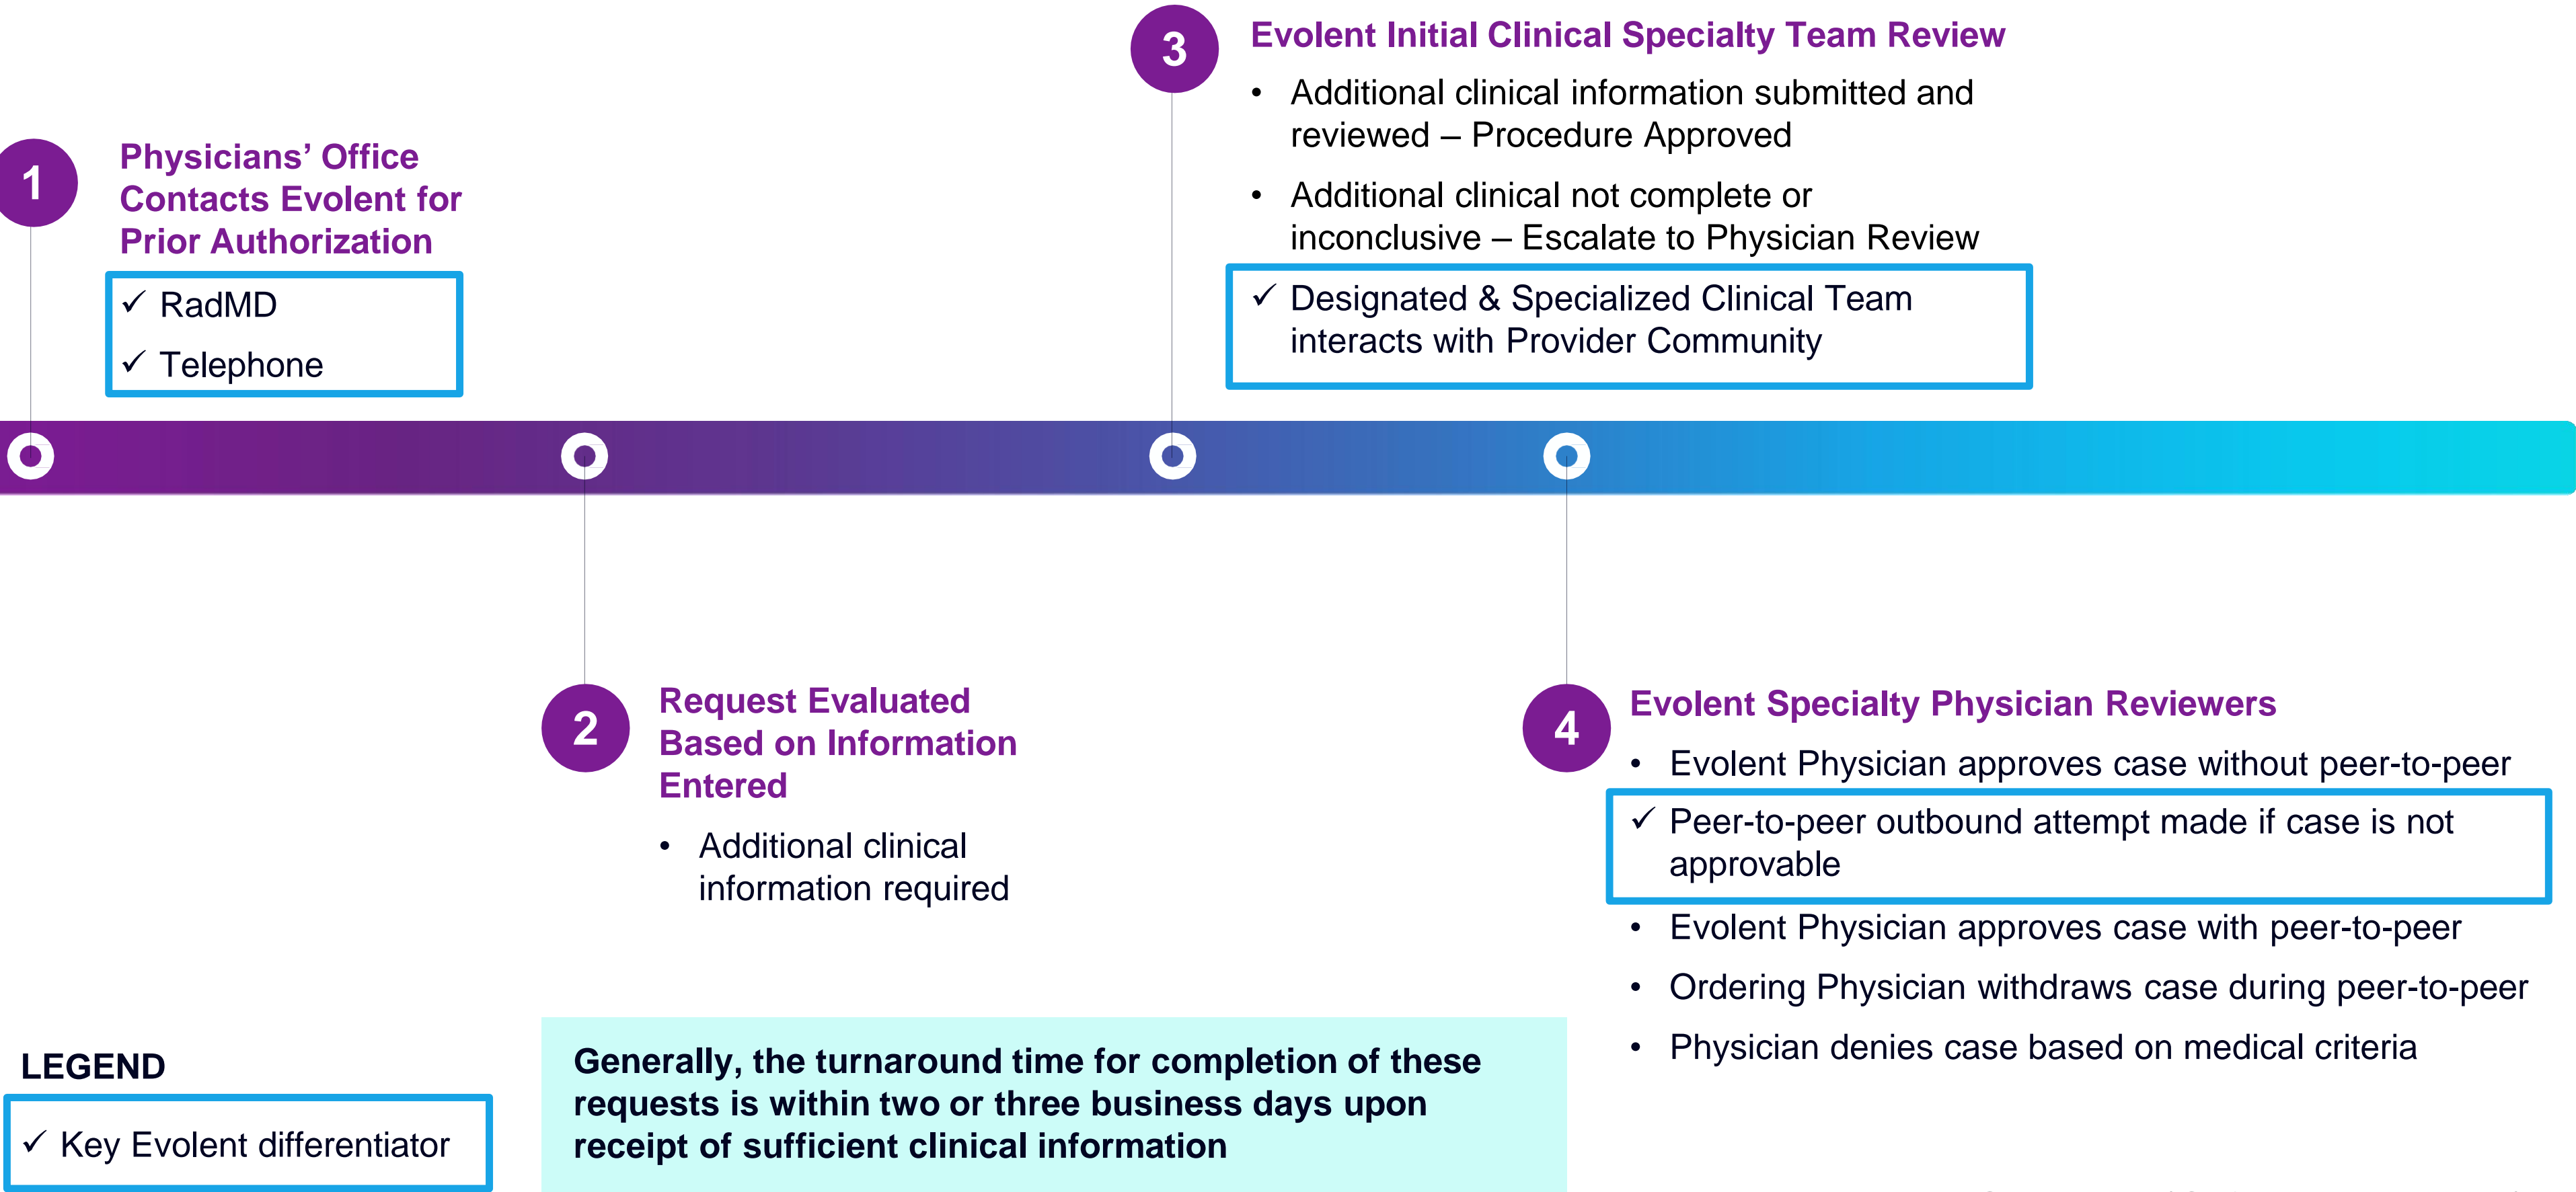 1
Physicians’ Office
Contacts Evolent for
Prior Authorization
✓ RadMD
✓ Telephone
2
Request Evaluated
Based on Information
Entered
• Additional clinical
information required
3
Evolent Initial Clinical Specialty Team Review
• Additional clinical information submitted and
reviewed – Procedure Approved
• Additional clinical not complete or
inconclusive – Escalate to Physician Review
✓ Designated & Specialized Clinical Team
interacts with Provider Community
4
Evolent Specialty Physician Reviewers
• Evolent Physician approves case without peer-to-peer
✓ Peer-to-peer outbound attempt made if case is not
approvable
• Evolent Physician approves case with peer-to-peer
• Ordering Physician withdraws case during peer-to-peer
• Physician denies case based on medical criteria
LEGEND
✓ Key Evolent differentiator
Generally, the turnaround time for completion of these
requests is within two or three business days upon
receipt of sufficient clinical information